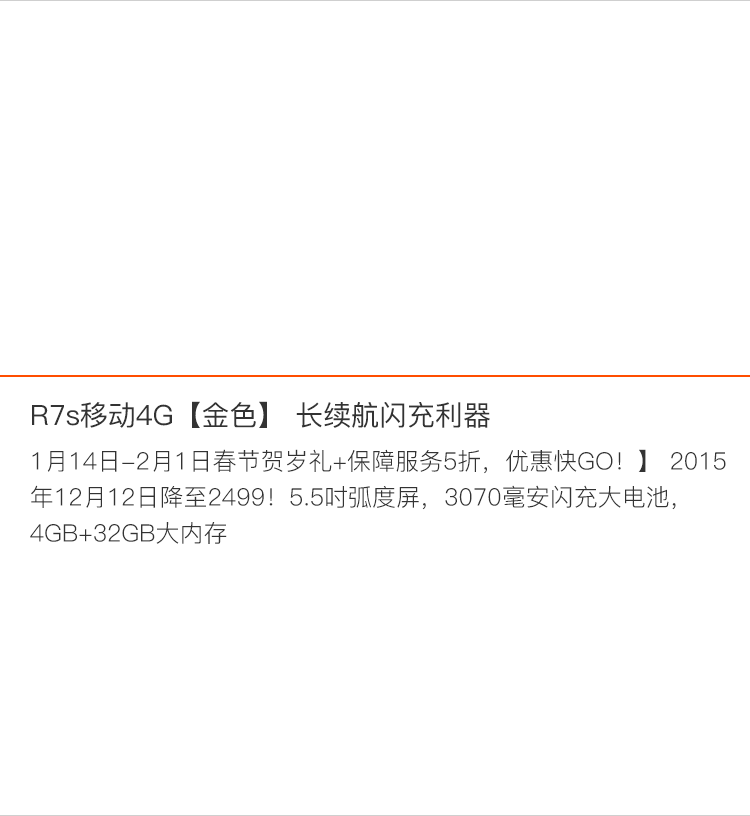 R7s移动4G【金色】 长续航闪充利器
1月14日-2月1日春节贺岁礼+保障服务5折，优惠快GO！】 2015
年12月12日降至2499！5.5吋弧度屏，3070毫安闪充大电池，
4GB+32GB大内存